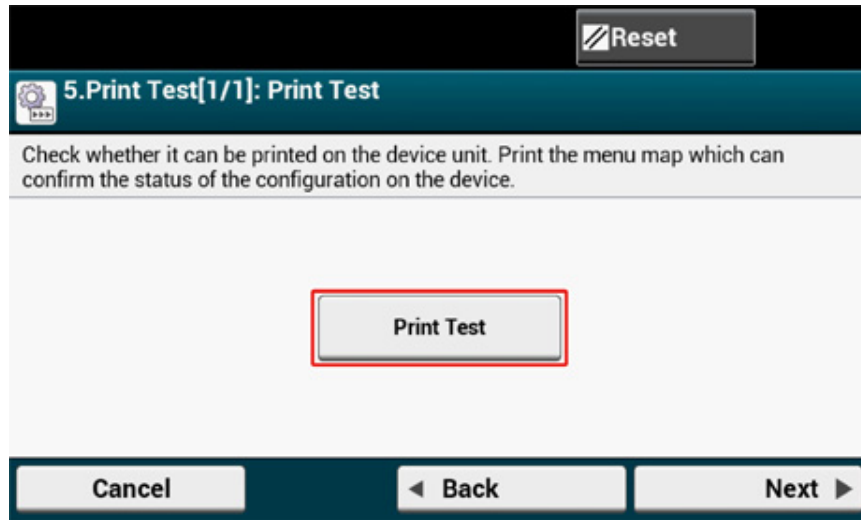 Reset
5.Print Test[1/1]: Print Test
Check whether it can be printed on the device unit. Print the menu map which can
confirm the status of the configuration on the device.
Print Test
Cancel
Back
Next